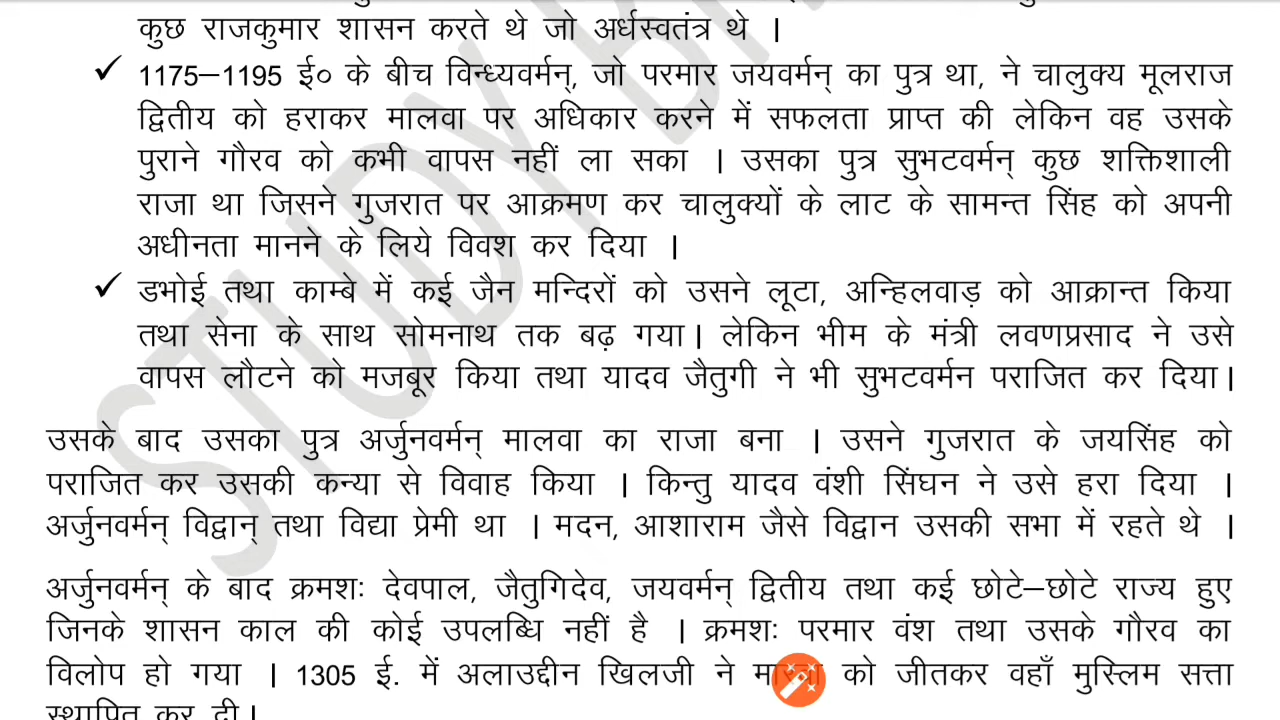 कुछ राजकुमार शासन करते थे जो अर्धस्वतंत्र थे ।
✓ 1175–1195 ई० के बीच विन्ध्यवर्मन्, जो परमार जयवर्मन् का पुत्र था, ने चालुक्य मूलराज
द्वितीय को हराकर मालवा पर अधिकार करने में सफलता प्राप्त की लेकिन वह उसके
पुराने गौरव को कभी वापस नहीं ला सका । उसका पुत्र सुभटवर्मन् कुछ शक्तिशाली
राजा था जिसने गुजरात पर आक्रमण कर चालुक्यों के लाट के सामन्त सिंह को अपनी
अधीनता मानने के लिये विवश कर दिया ।
✓ डभोई तथा काम्बे में कई जैन मन्दिरों को उसने लूटा, अन्हिलवाड़ को आक्रान्त किया
तथा सेना के साथ सोमनाथ तक बढ़ गया। लेकिन भीम के मंत्री लवणप्रसाद ने उसे
वापस लौटने को मजबूर किया तथा यादव जैतुगी ने भी सुभटवर्मन पराजित कर दिया।
उसके बाद उसका पुत्र अर्जुनवर्मन् मालवा का राजा बना । उसने गुजरात के जयसिंह को
पराजित कर उसकी कन्या से विवाह किया । किन्तु यादव वंशी सिंघन ने उसे हरा दिया ।
अर्जुनवर्मन् विद्वान् तथा विद्या प्रेमी था । मदन, आशाराम जैसे विद्वान उसकी सभा में रहते थे ।
अर्जुनवर्मन् के बाद क्रमशः देवपाल, जैतुगिदेव, जयवर्मन् द्वितीय तथा कई छोटे–छोटे राज्य हुए
जिनके शासन काल की कोई उपलब्धि नहीं है । क्रमशः परमार वंश तथा उसके गौरव का
विलोप हो गया । 1305 ई. में अलाउद्दीन खिलजी ने को जीतकर वहाँ मुस्लिम सत्ता
स्थापित कर दी।
STUDY